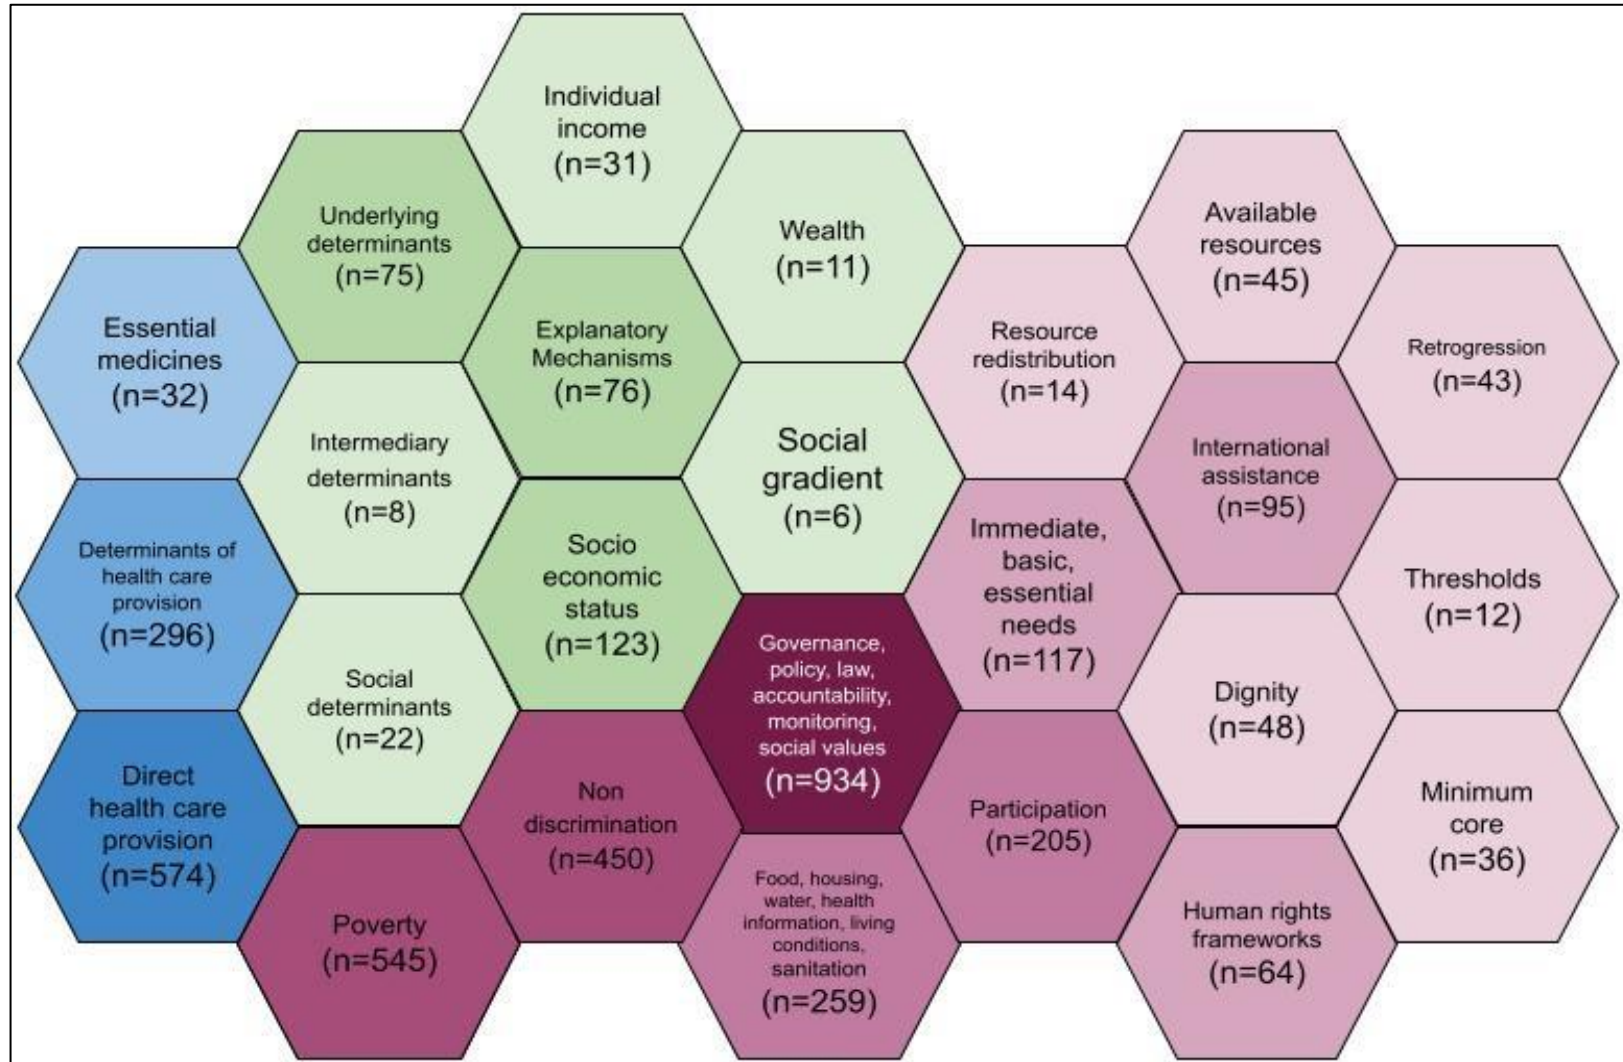 Individual
income
(n=31)
Underlying
determinants
(n=75)
Wealth
(n=11)
Available
resources
(n=45)
Essential
medicines
(n=32)
Explanatory
Mechanisms
(n=76)
Resource
redistribution
(n=14)
Retrogression
(n=43)
Intermediary
determinants
(n=8)
Social
gradient
(n=6)
International
assistance
(n=95)
Determinants of
health care
provision
(n=296)
Socio
economic
status
(n=123)
Immediate,
basic,
essential
needs
(n=117)
Thresholds
(n=12)
Social
determinants
(n=22)
Governance,
policy, law,
accountability,
monitoring,
social values
(n=934)
Dignity
(n=48)
Direct
health care
provision
(n=574)
Non
discrimination
(n=450)
Participation
(n=205)
Minimum
core
(n=36)
Poverty
(n=545)
Food, housing,
water, health
information, living
conditions,
sanitation
(n=259)
Human rights
frameworks
(n=64)